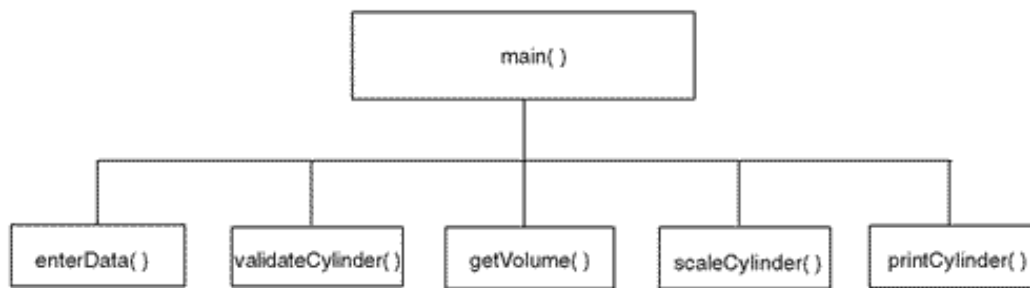 main( )
enterData( )
validateCylinder( )
getVolume( )
scaleCylinder( )
printCylinder( )